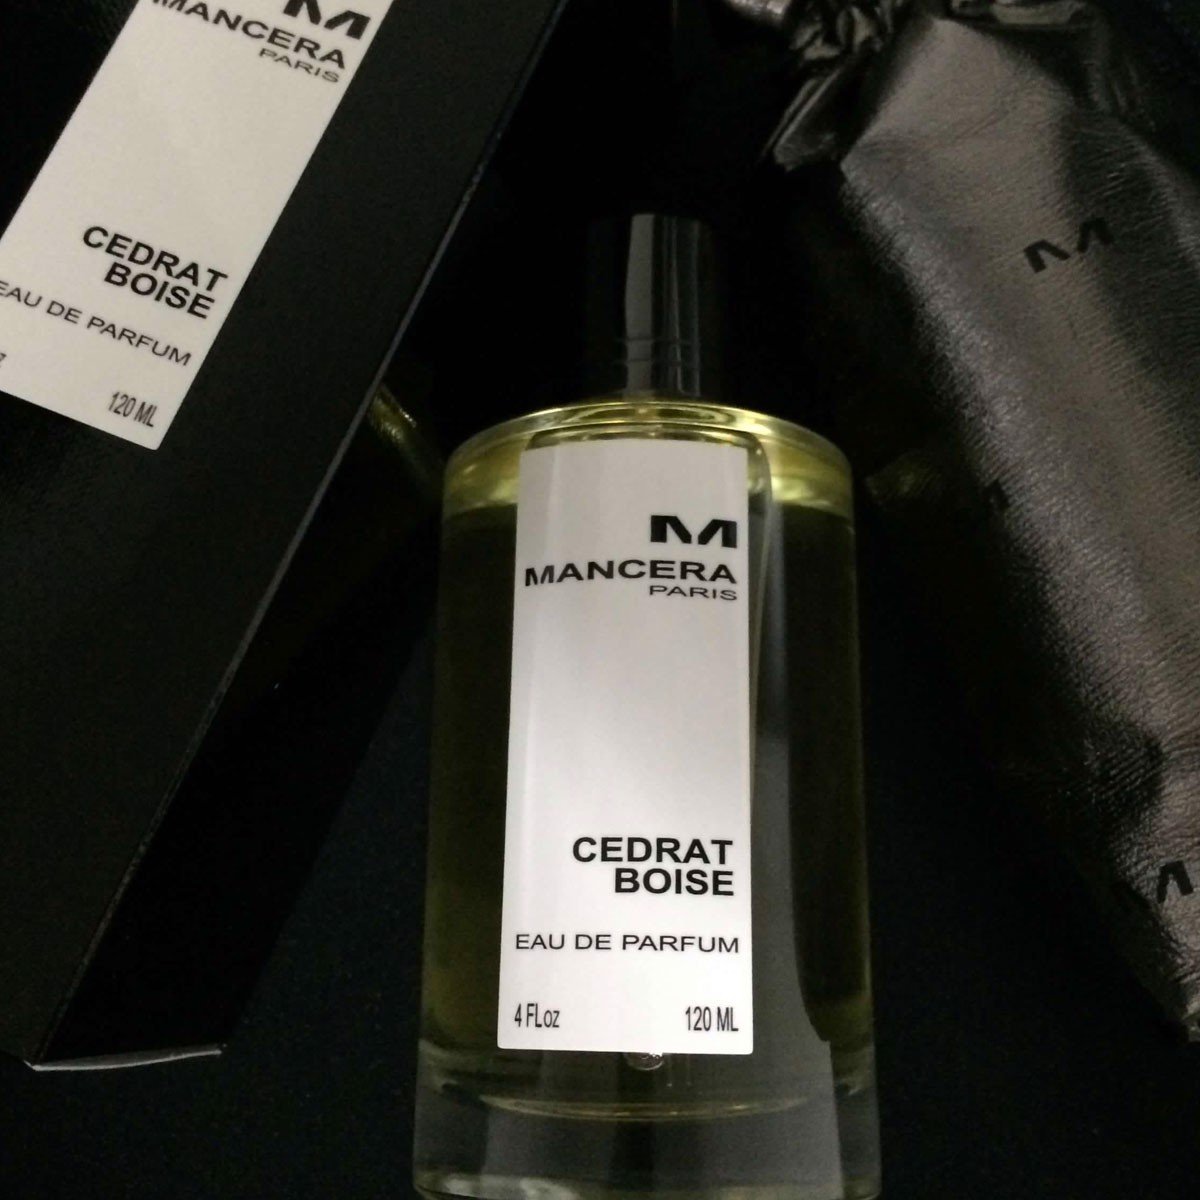 M
MANCERA
PARIS
CEDRAT
BOISE
EAU DE PARFUM
120 ML
M
MANCERA
PARIS
CEDRAT
BOISE
EAU DE PARFUM
4 FLoz
120 ML
M
M